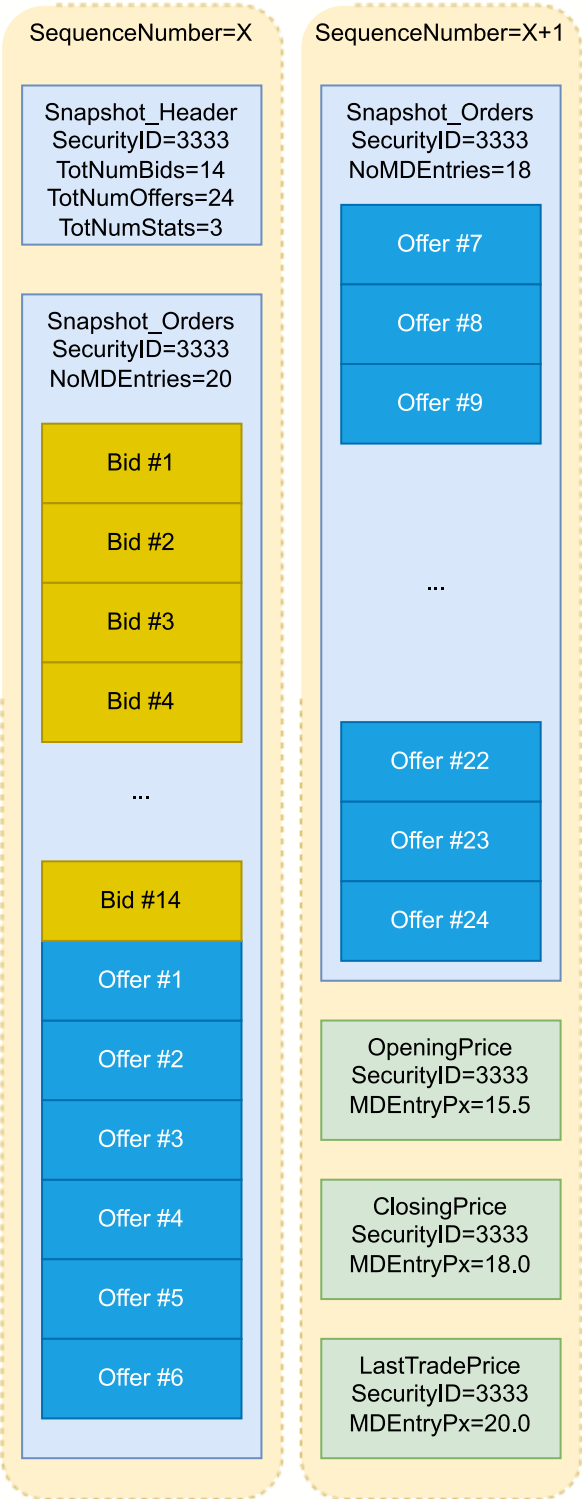 SequenceNumber=X
Snapshot_Header
SecurityID=3333
TotNumBids=14
TotNumOffers=24
TotNumStats=3
Snapshot_Orders
SecurityID=3333
NoMDEntries=20
Bid #1
Bid #2
Bid #3
Bid #4
...
Bid #14
Offer #1
Offer #2
Offer #3
Offer #4
Offer #5
Offer #6
SequenceNumber=X+1
Snapshot_Orders
SecurityID=3333
NoMDEntries=18
Offer #7
Offer #8
Offer #9
...
Offer #22
Offer #23
Offer #24
OpeningPrice
SecurityID=3333
MDEntryPx=15.5
ClosingPrice
SecurityID=3333
MDEntryPx=18.0
LastTradePrice
SecurityID=3333
MDEntryPx=20.0